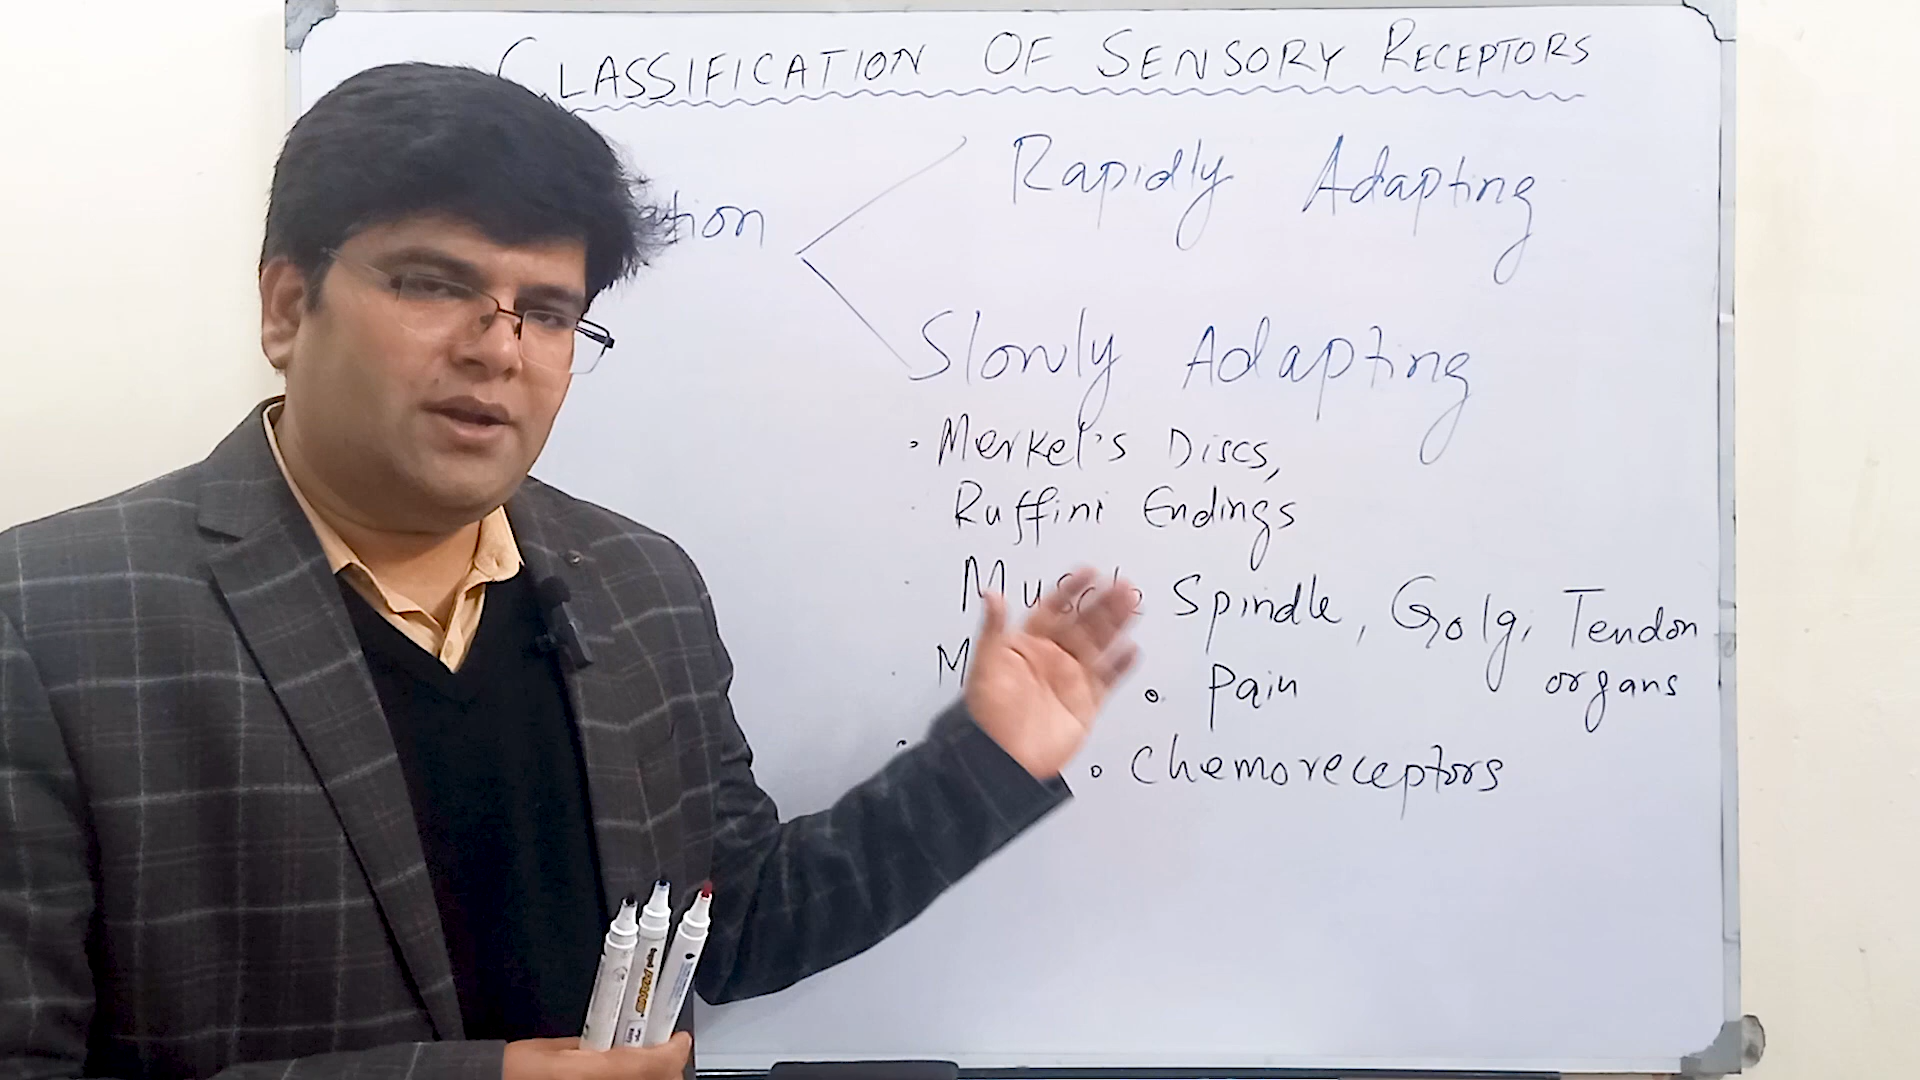 CLASSIFICATION OF SENSORY RECEPTORS
Rapidly Adapting
Slowly Adapting
• Merkel's Discs,
Ruffini Endings
Muscle Spindle, Golgi Tendon organs
• Pain
• Chemoreceptors